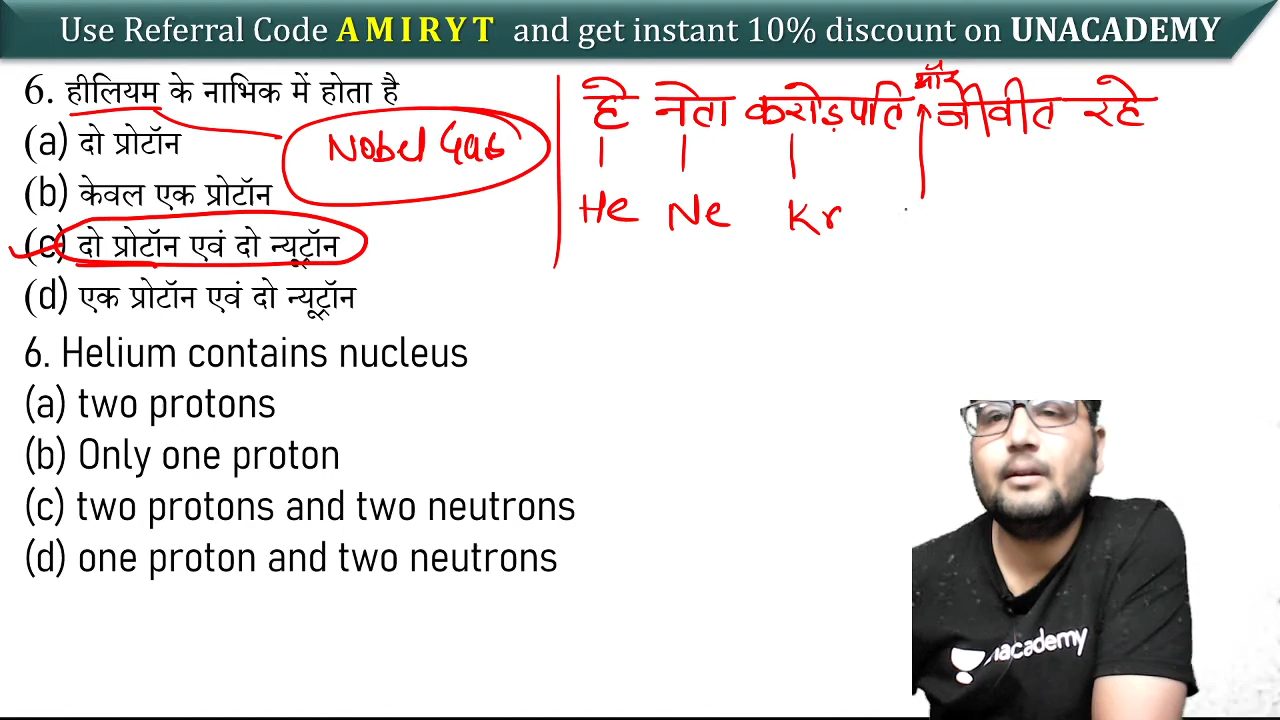 Use Referral Code AMIRYT and get instant 10% discount on UNACADEMY
6. हीलियम के नाभिक में होता है
(a) दो प्रोटॉन
(b) केवल एक प्रोटॉन
(c) दो प्रोटॉन एवं दो न्यूट्रॉन
(d) एक प्रोटॉन एवं दो न्यूट्रॉन
Nobel Gas
हे नेता करोड़पति और जीवीत रहे
He Ne Kr
6. Helium contains nucleus
(a) two protons
(b) Only one proton
(c) two protons and two neutrons
(d) one proton and two neutrons
unacademy